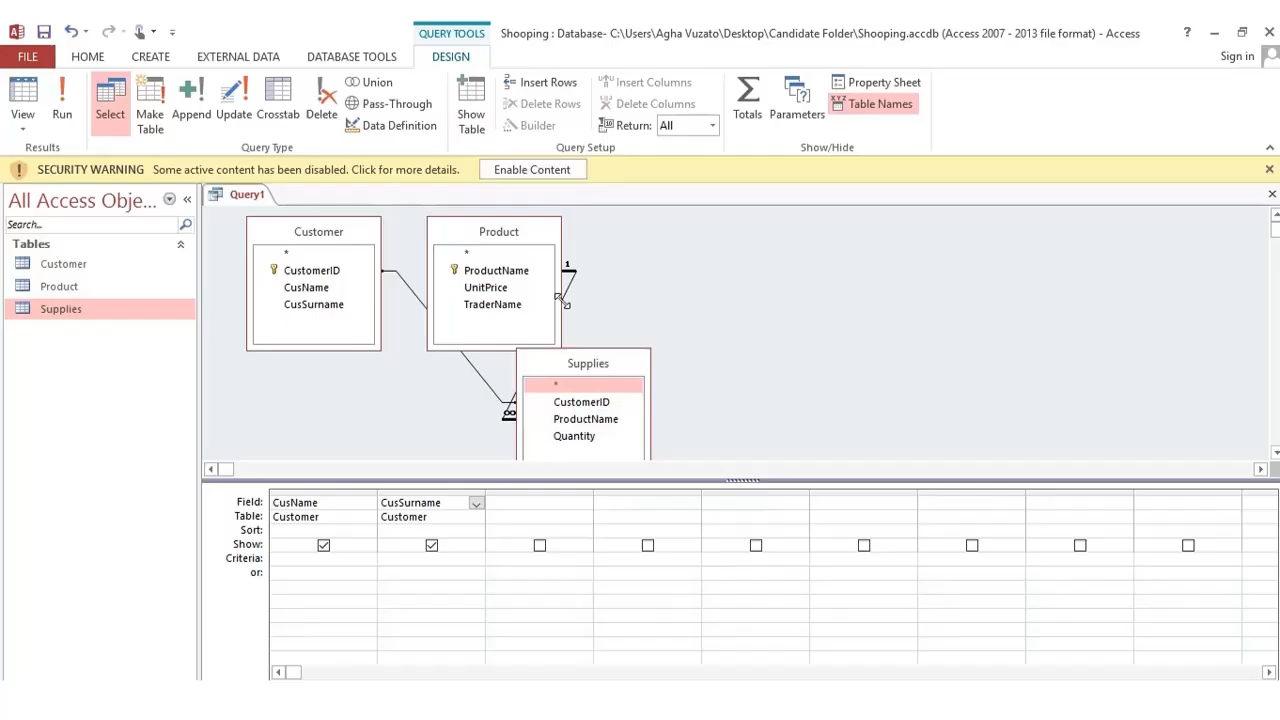 QUERY TOOLS
Shooping : Database- C:\Users\Agha Vuzato\Desktop\Candidate Folder\Shooping.accdb (Access 2007 - 2013 file format) - Access
?
FILE
HOME
CREATE
EXTERNAL DATA
DATABASE TOOLS
DESIGN
Sign in
View
Run
Select
Make Table
Append
Update
Crosstab
Delete
Union
Pass-Through
Data Definition
Show Table
Insert Rows
Delete Rows
Builder
Insert Columns
Delete Columns
Return: All
Totals
Parameters
Property Sheet
Table Names
Results
Query Type
Query Setup
Show/Hide
SECURITY WARNING Some active content has been disabled. Click for more details.
Enable Content
All Access Obje...
Search...
Tables
Customer
Product
Supplies
Query1
Customer
*
CustomerID
CusName
CusSurname
Product
*
ProductName
UnitPrice
TraderName
1
∞
Supplies
*
CustomerID
ProductName
Quantity
Field: CusName CusSurname
Table: Customer Customer
Sort:
Show:
Criteria:
or: